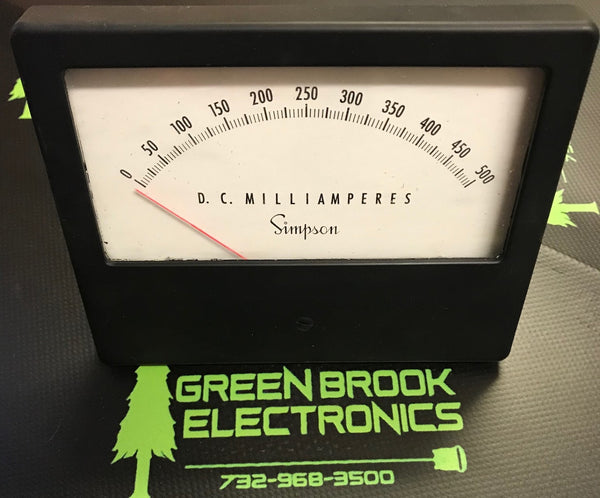 0 50 100 150 200 250 300 350 400 450 500
D. C. MILLIAMPERES
Simpson
GREEN BROOK
ELECTRONICS
732-968-3500